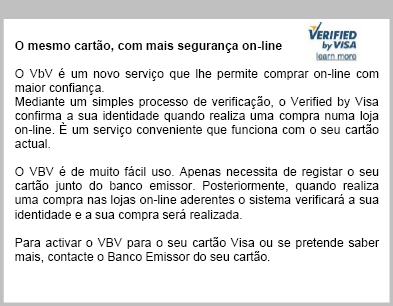 VERIFIED
by VISA
learn more
O mesmo cartão, com mais segurança on-line
O VbV é um novo serviço que lhe permite comprar on-line com
maior confiança.
Mediante um simples processo de verificação, o Verified by Visa
confirma a sua identidade quando realiza uma compra numa loja
on-line. È um serviço conveniente que funciona com o seu cartão
actual.
O VBV é de muito fácil uso. Apenas necessita de registar o seu
cartão junto do banco emissor. Posteriormente, quando realiza
uma compra nas lojas on-line aderentes o sistema verificará a sua
identidade e a sua compra será realizada.
Para activar o VBV para o seu cartão Visa ou se pretende saber
mais, contacte o Banco Emissor do seu cartão.